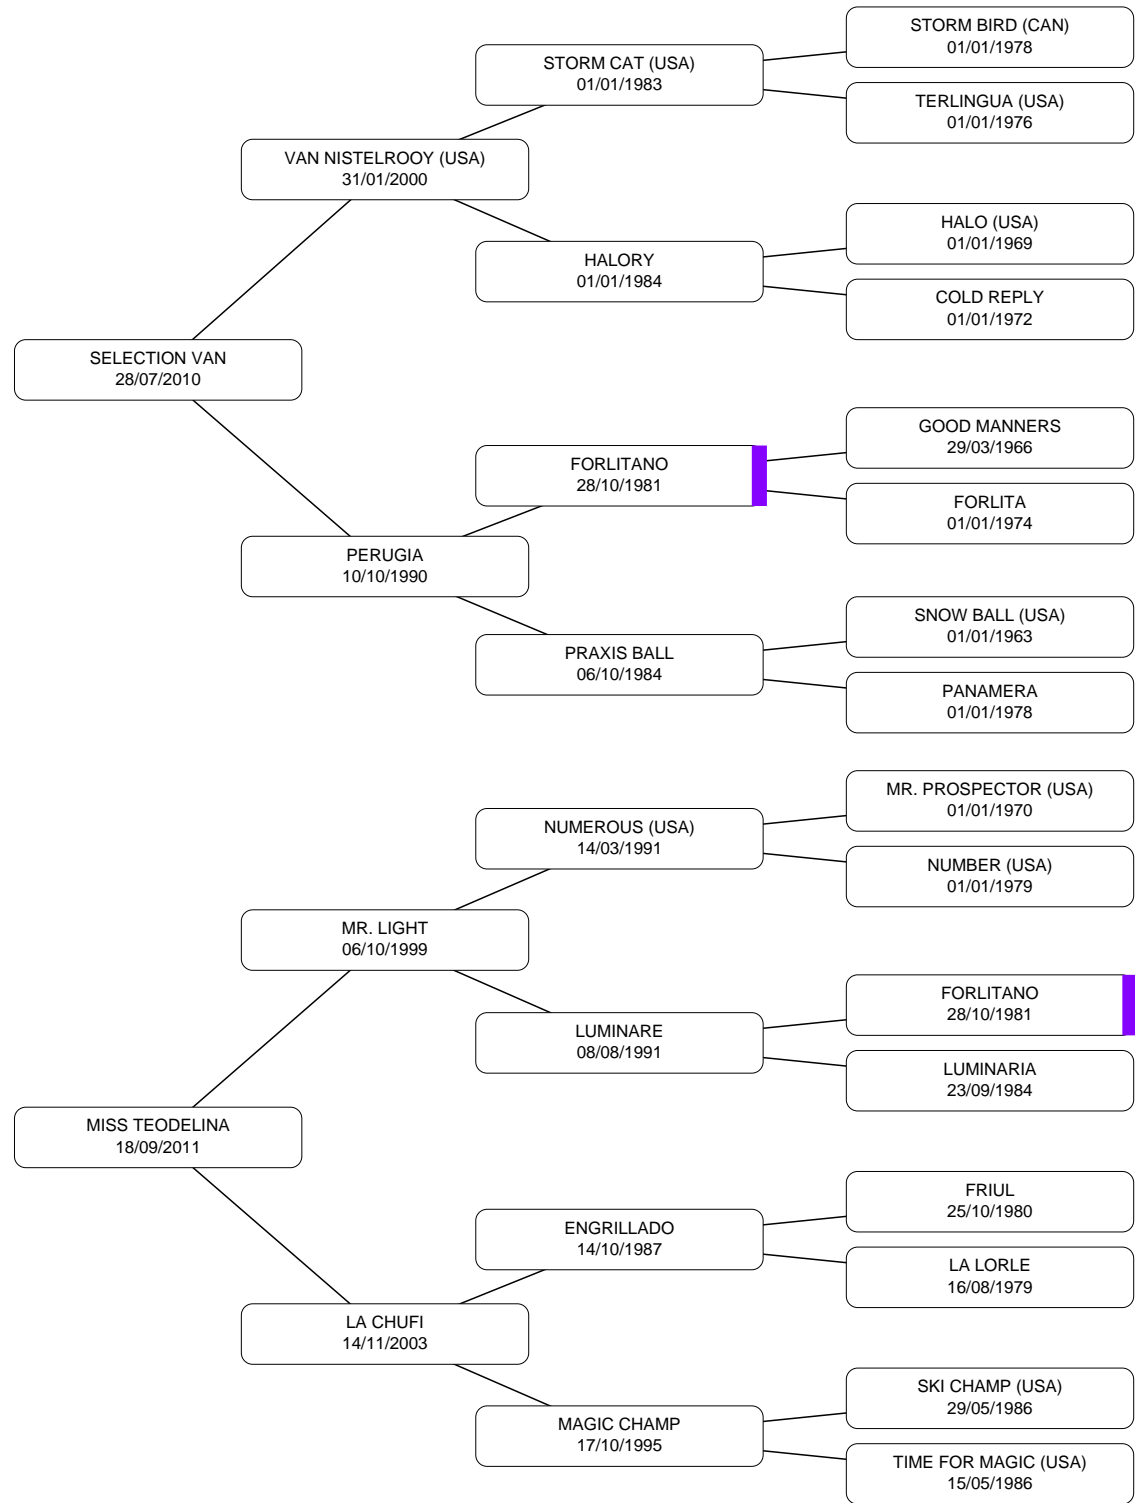 STORM BIRD (CAN)
01/01/1978
STORM CAT (USA)
01/01/1983
TERLINGUA (USA)
01/01/1976
VAN NISTELROOY (USA)
31/01/2000
HALO (USA)
01/01/1969
HALORY
01/01/1984
COLD REPLY
01/01/1972
SELECTION VAN
28/07/2010
GOOD MANNERS
29/03/1966
FORLITANO
28/10/1981
FORLITA
01/01/1974
PERUGIA
10/10/1990
SNOW BALL (USA)
01/01/1963
PRAXIS BALL
06/10/1984
PANAMERA
01/01/1978
MR. PROSPECTOR (USA)
01/01/1970
NUMEROUS (USA)
14/03/1991
NUMBER (USA)
01/01/1979
MR. LIGHT
06/10/1999
FORLITANO
28/10/1981
LUMINARE
08/08/1991
LUMINARIA
23/09/1984
MISS TEODELINA
18/09/2011
FRIUL
25/10/1980
ENGRILLADO
14/10/1987
LA LORLE
16/08/1979
LA CHUFI
14/11/2003
SKI CHAMP (USA)
29/05/1986
MAGIC CHAMP
17/10/1995
TIME FOR MAGIC (USA)
15/05/1986